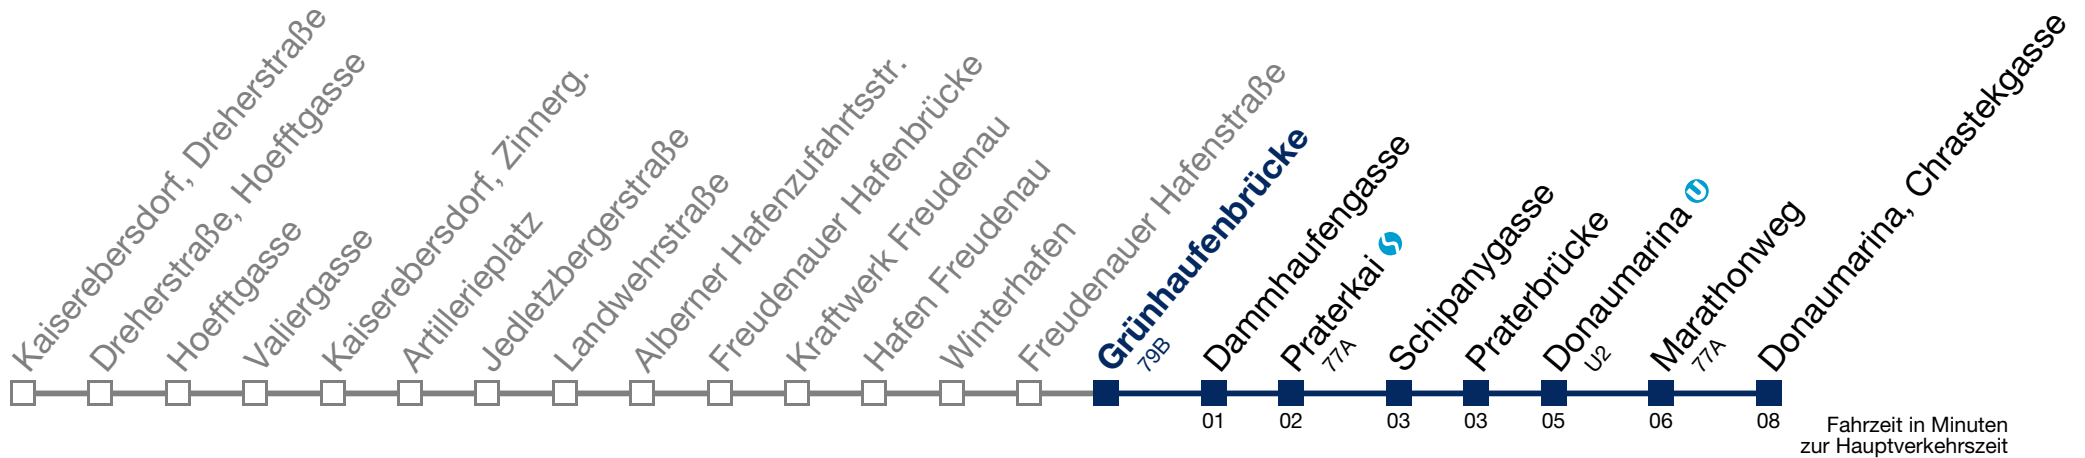 Kaiserebersdorf, Dreherstraße
Dreherstraße, Hoefftgasse
Hoefftgasse
Valiergasse
Kaiserebersdorf, Zinnerg.
Artillerieplatz
Jedletzbergerstraße
Landwehrstraße
Alberner Hafenzufahrtsstr.
Freudenauer Hafenbrücke
Kraftwerk Freudenau
Hafen Freudenau
Winterhafen
Freudenauer Hafenstraße
Grünhaufenbrücke
79B
Dammhaufengasse
Praterkai S
77A
Schipanygasse
Praterbrücke
Donaumarina U
U2
Marathonweg
77A
Donaumarina, Chrastekgasse
01
02
03
03
05
06
08
Fahrzeit in Minuten
zur Hauptverkehrszeit